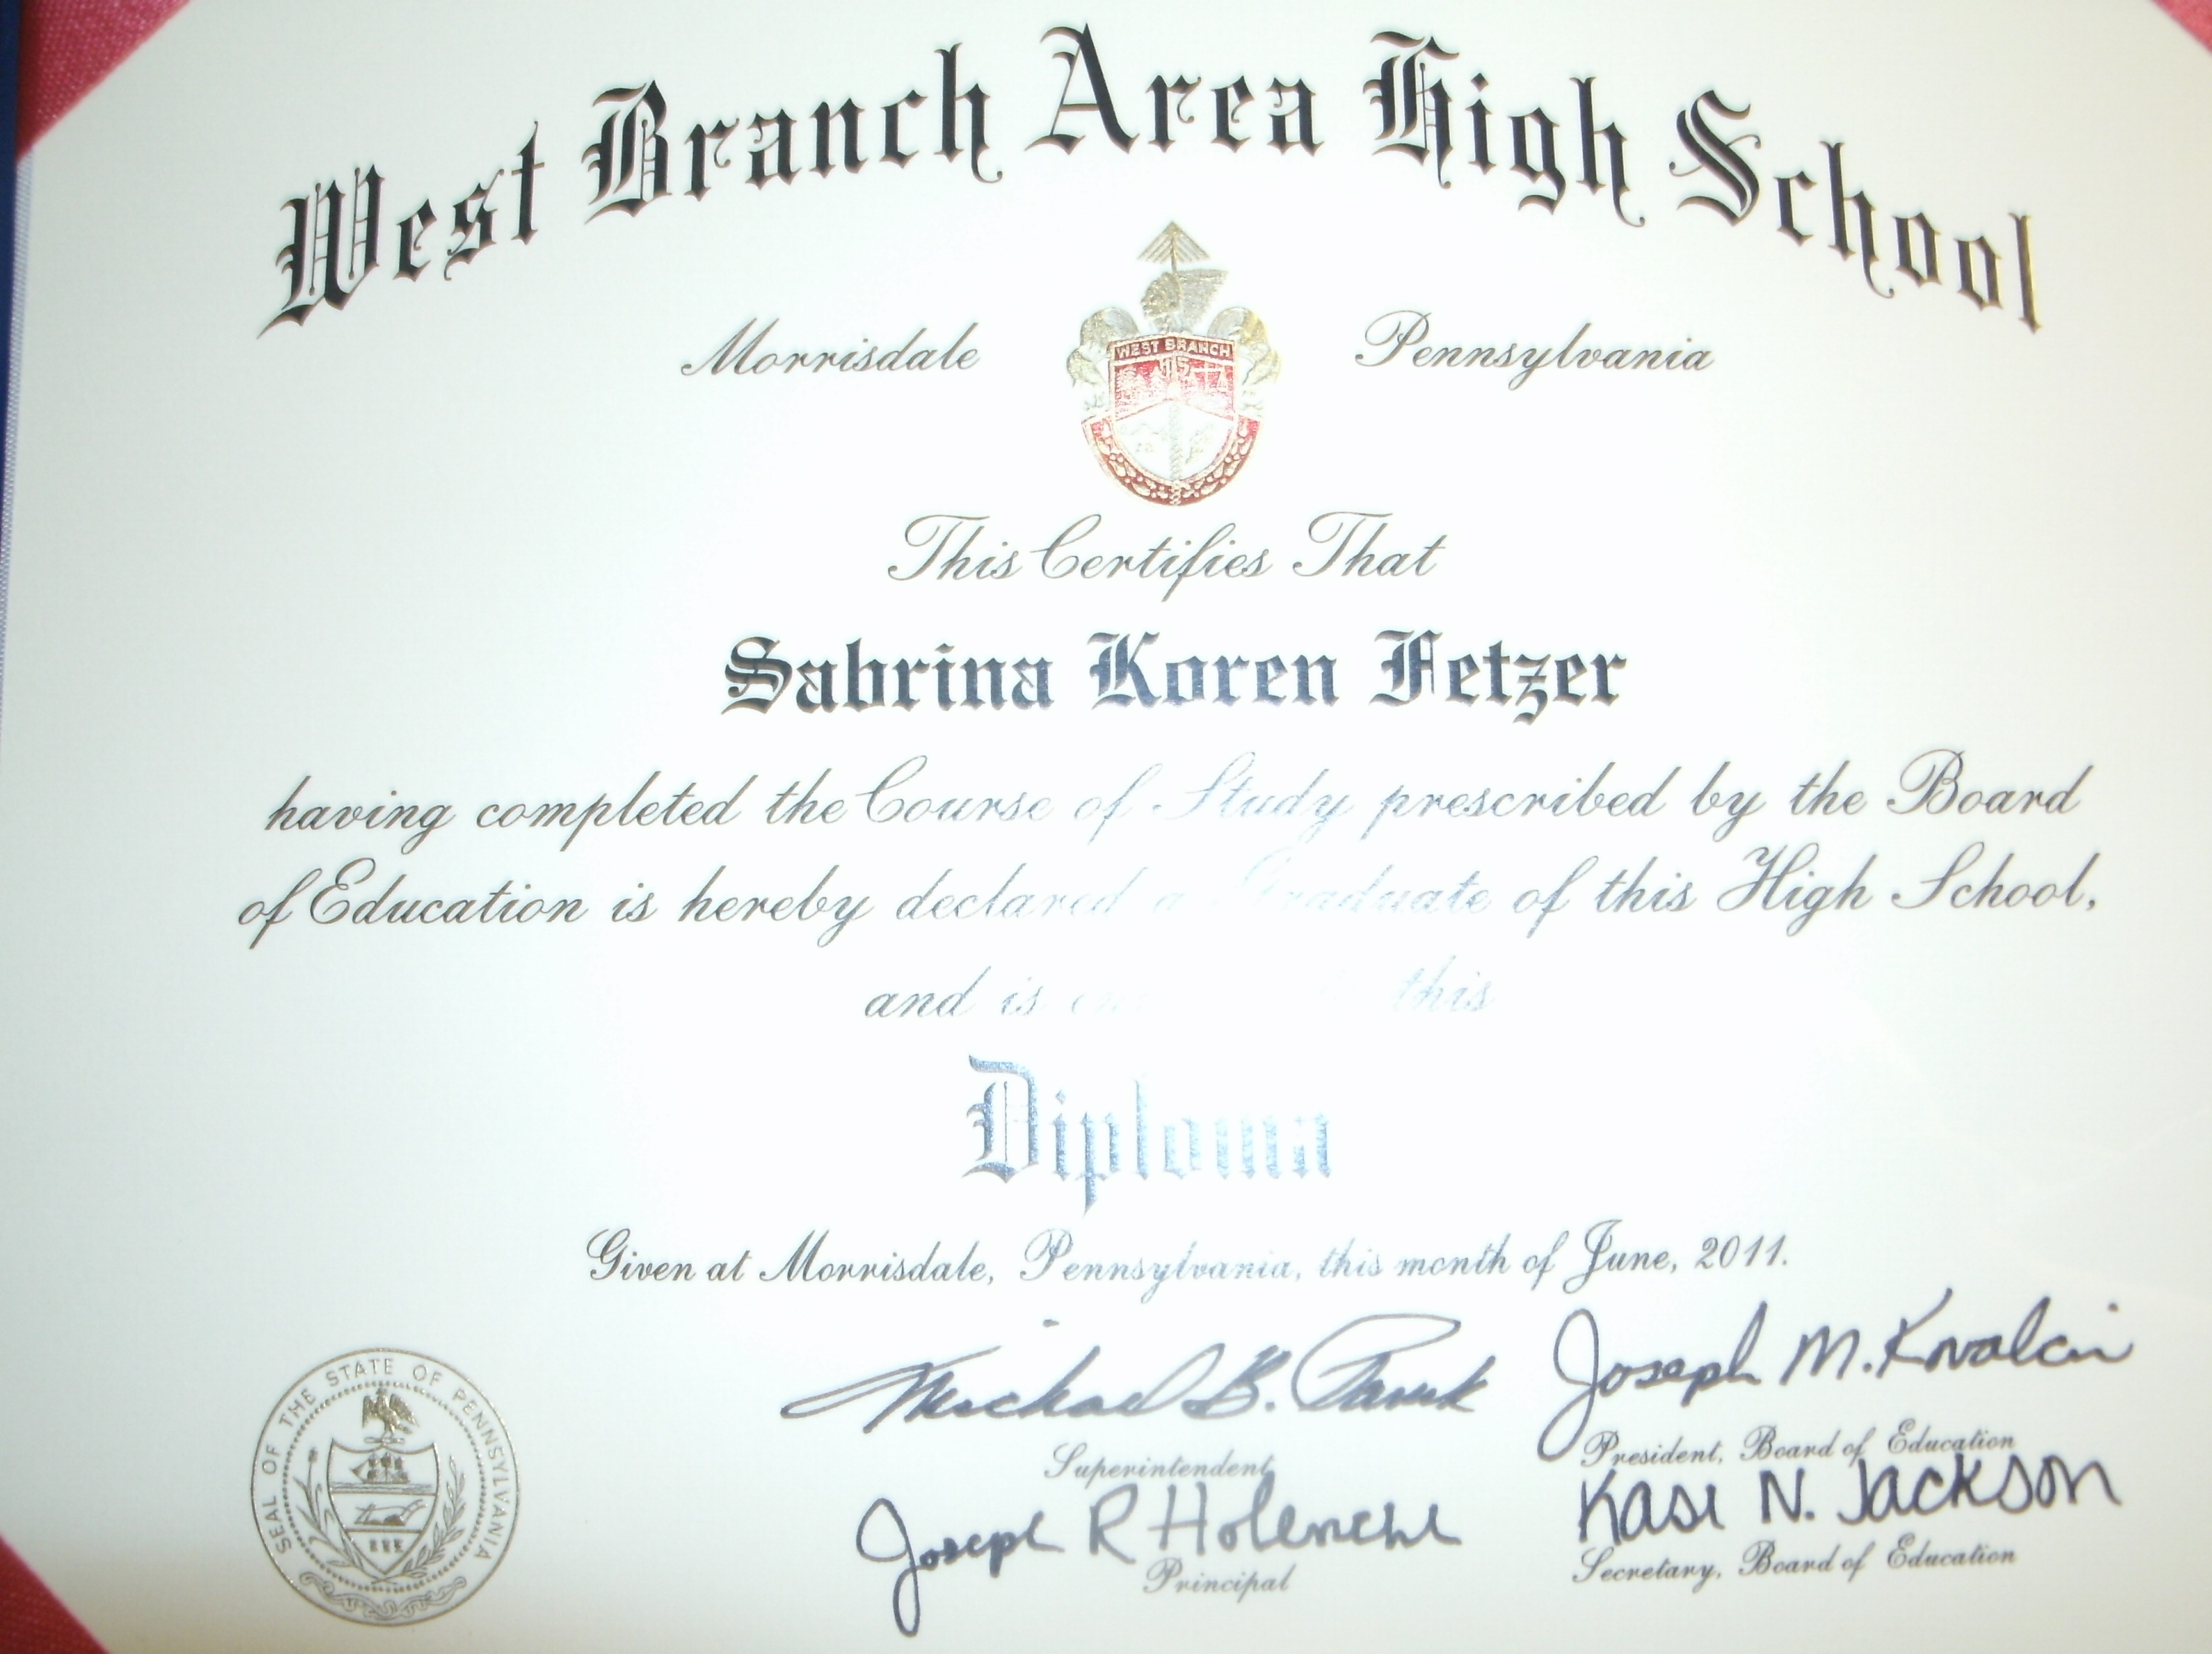 West Branch Area High School
Morrisdale Pennsylvania
WEST BRANCH
This Certifies That
Sabrina Koren Fetzer
having completed the Course of Study prescribed by the Board
of Education is hereby declared a Graduate of this High School,
and is this
Diploma
Given at Morrisdale, Pennsylvania, this month of June, 2011.
Michael B.
Joseph M. Kovalcin
Superintendent
President, Board of Education
Joseph R
Kasi N. Jackson
Principal
Secretary, Board of Education
SEAL OF THE STATE OF PENNSYLVANIA